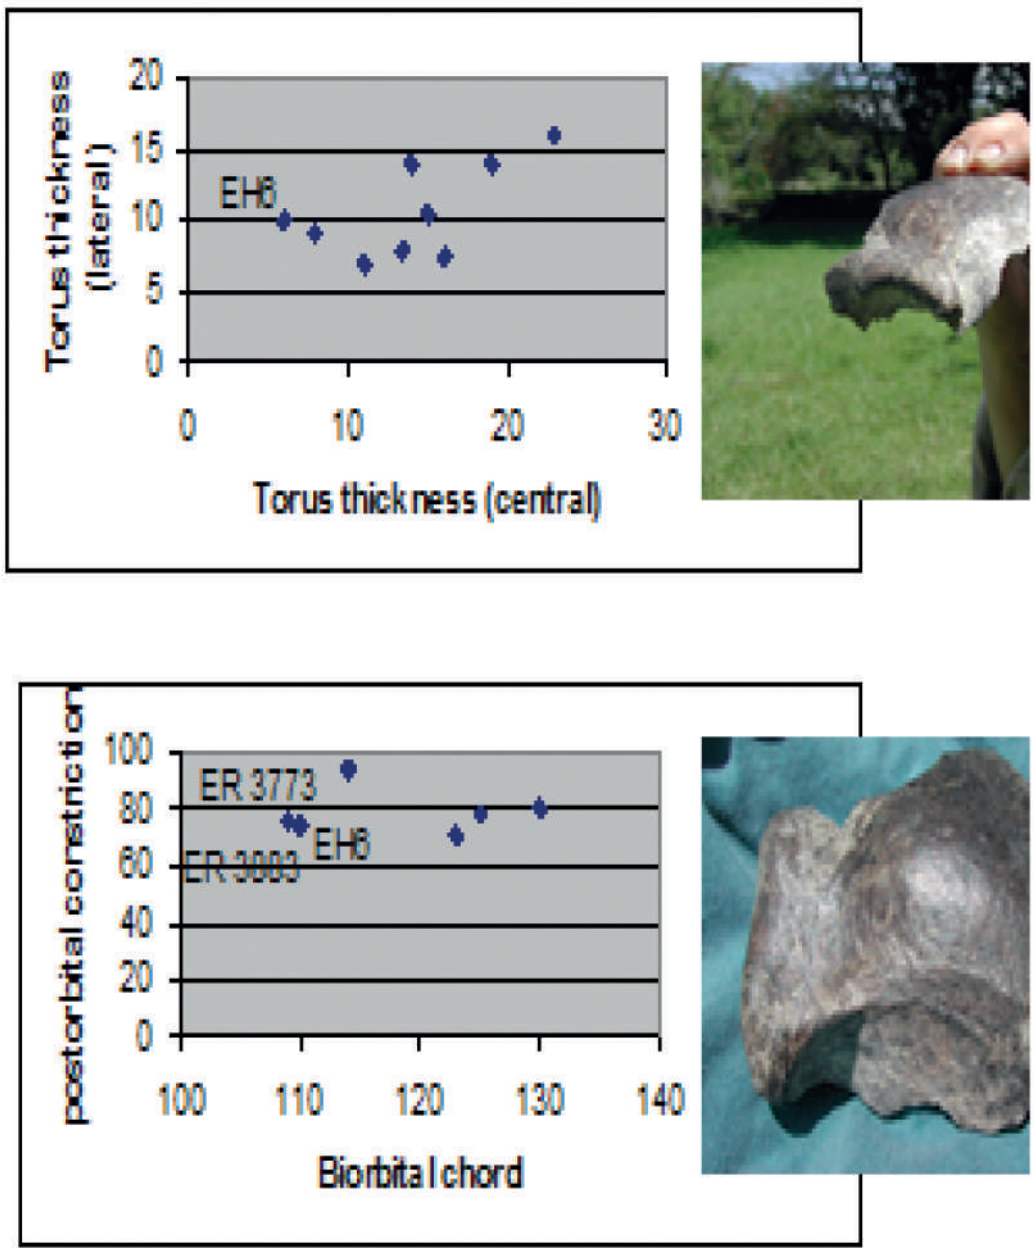 Torus thickness
(lateral)
20
15
10
5
0
EH6
0 10 20 30
Torus thickness (central)
postorbital constriction
100
80
60
40
20
0
ER 3773
EH6
ER 3883
100 110 120 130 140
Biorbital chord